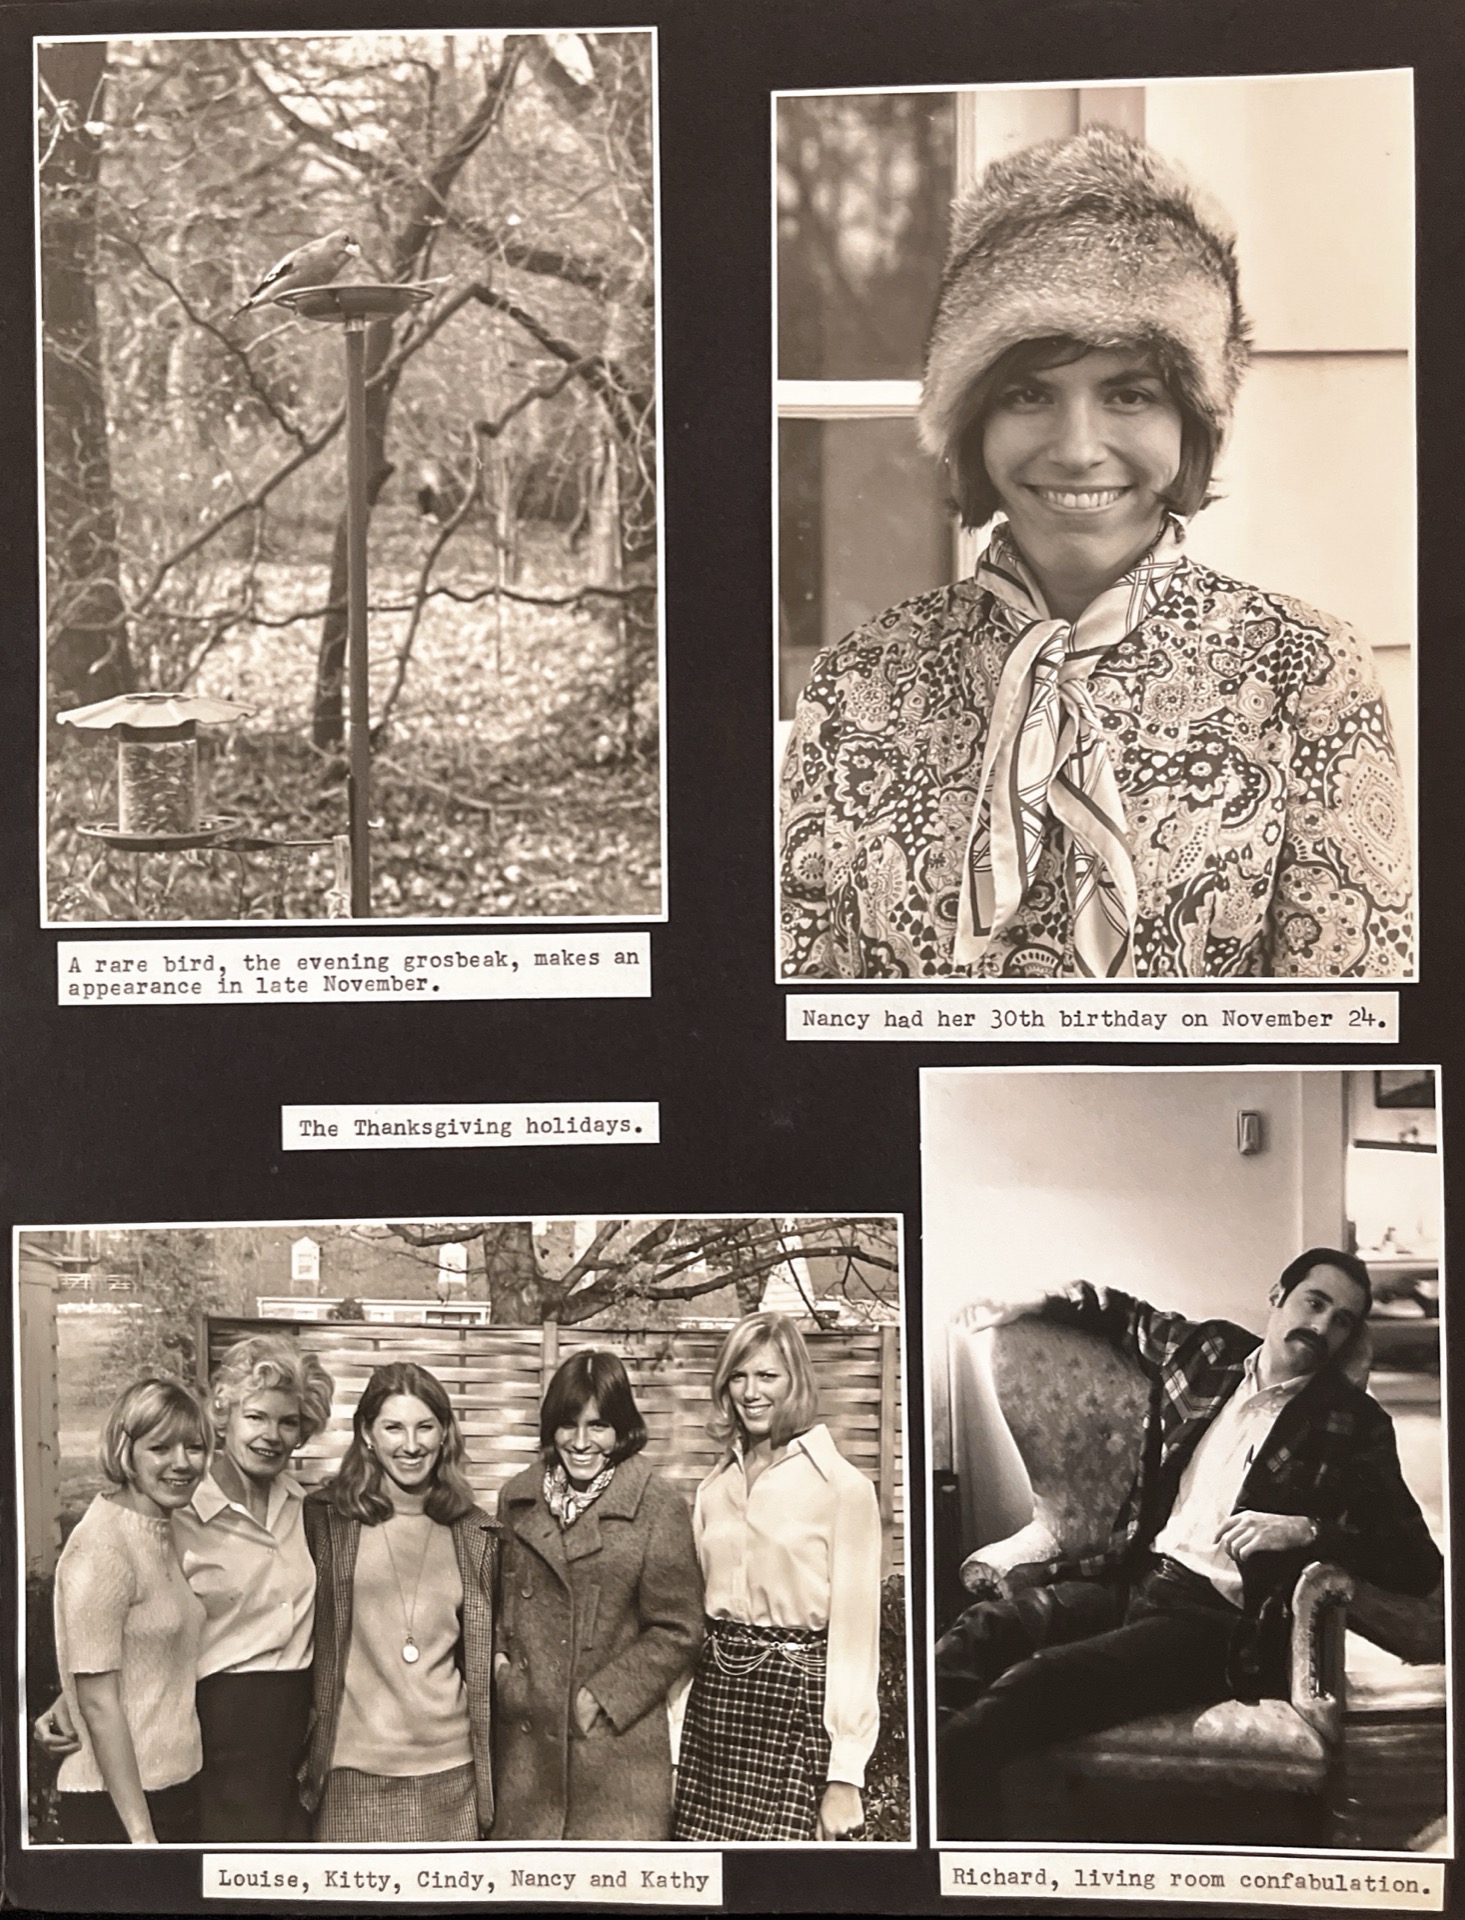 A rare bird, the evening grosbeak, makes an
appearance in late November.
Nancy had her 30th birthday on November 24.
The Thanksgiving holidays.
Louise, Kitty, Cindy, Nancy and Kathy
Richard, living room confabulation.